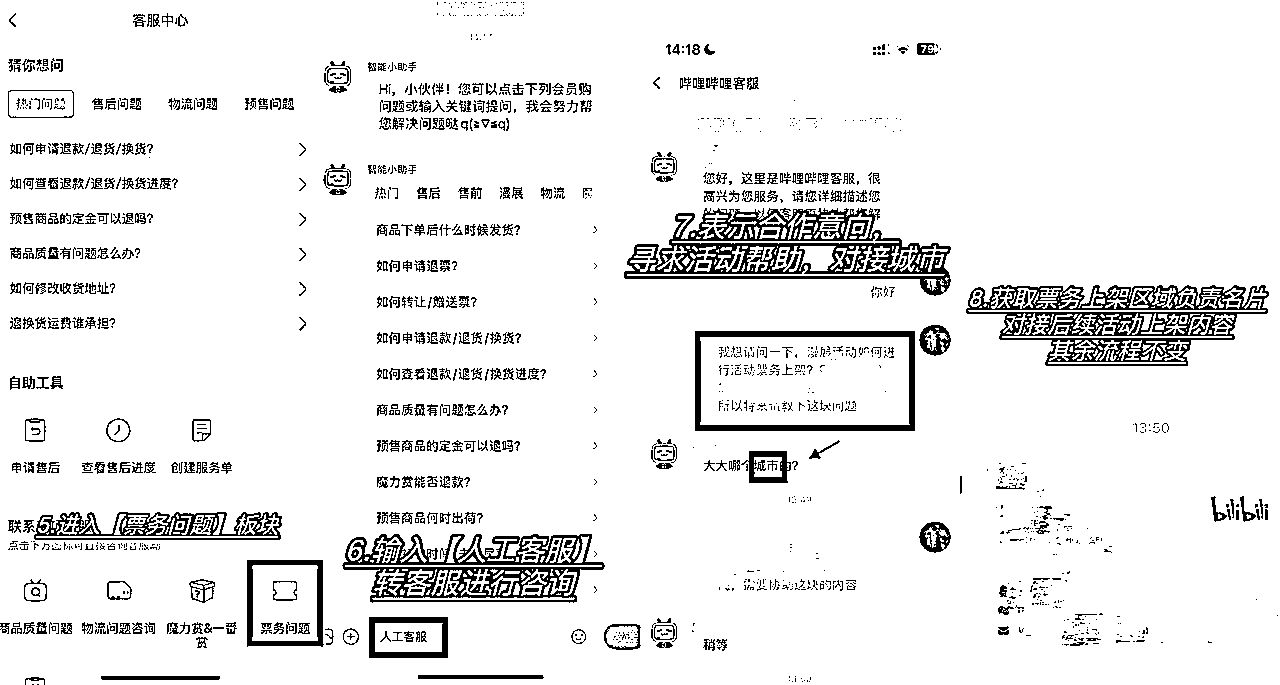 客服中心
猜你想问
热门问题 售后问题 物流问题 预售问题
如何申请退款/退货/换货?
如何查看退款/退货/换货进度?
预售商品的定金可以退吗?
商品质量有问题怎么办?
如何修改收货地址?
退换货运费谁承担?
自助工具
申请售后 查看售后进度 创建服务单
联系
5.进入【票务问题】板块
点击下方图标可直接咨询客服哦
商品质量问题 物流问题咨询 魔力赏&一番赏 票务问题
智能小助手
Hi，小伙伴！您可以点击下列会员购
问题或输入关键词提问，我会努力帮
您解决问题哒q(≧∇≦q)
智能小助手
热门 售后 售前 漫展 物流
商品下单后什么时候发货?
如何申请退票?
如何转让/赠送票?
如何申请退款/退货/换货?
如何查看退款/退货/换货进度?
商品质量有问题怎么办?
预售商品的定金可以退吗?
魔力赏能否退款?
预售商品何时出荷?
6.输入【人工客服】
转客服进行咨询
人工客服
14:18
79
哔哩哔哩客服
您好，这里是哔哩哔哩客服，很
高兴为您服务，请您详细描述您
7.表示合作意向，
寻求活动帮助，对接城市
你好
我想请问一下，漫展活动如何进
行活动票务上架?
所以特来请教下这块问题
大大哪个城市的?
需要协助这块的内容
稍等
8.获取票务上架区域负责名片
对接后续活动上架内容
其余流程不变
13:50
bilibili